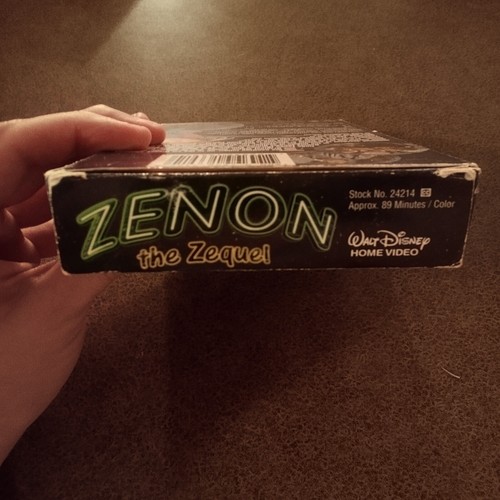 ZENON
the Zequel
Stock No. 24214
Approx. 89 Minutes / Color
WALT DISNEY
HOME VIDEO